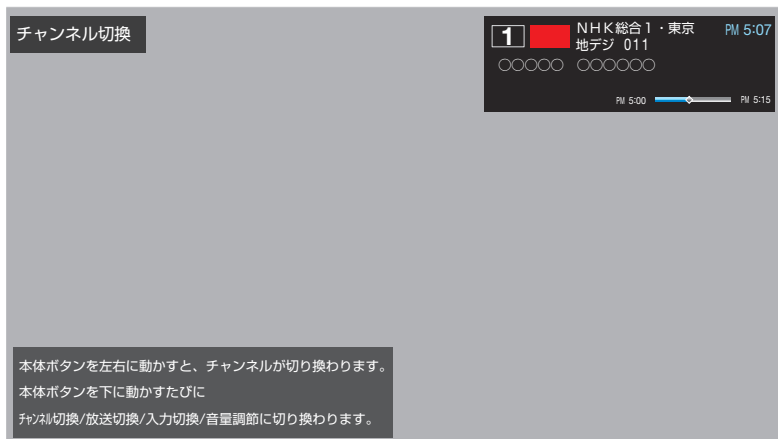 チャンネル切換
1 NHK総合1・東京 PM 5:07
地デジ 011
○○○○○ ○○○○○○
PM 5:00 PM 5:15
本体ボタンを左右に動かすと、チャンネルが切り換わります。
本体ボタンを下に動かすたびに
ﾁｬﾝﾈﾙ切換/放送切換/入力切換/音量調節に切り換わります。